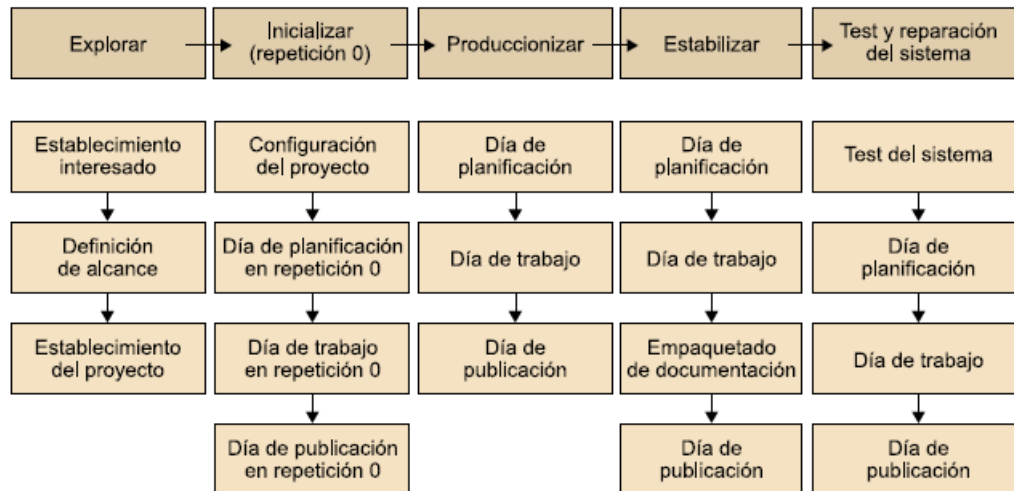 Explorar
Inicializar
(repetición 0)
Produccionizar
Estabilizar
Test y reparación
del sistema
Establecimiento
interesado
Configuración
del proyecto
Día de
planificación
Día de
planificación
Test del sistema
Definición
de alcance
Día de planificación
en repetición 0
Día de trabajo
Día de trabajo
Día de
planificación
Establecimiento
del proyecto
Día de trabajo
en repetición 0
Día de
publicación
Empaquetado
de documentación
Día de trabajo
Día de publicación
en repetición 0
Día de
publicación
Día de
publicación